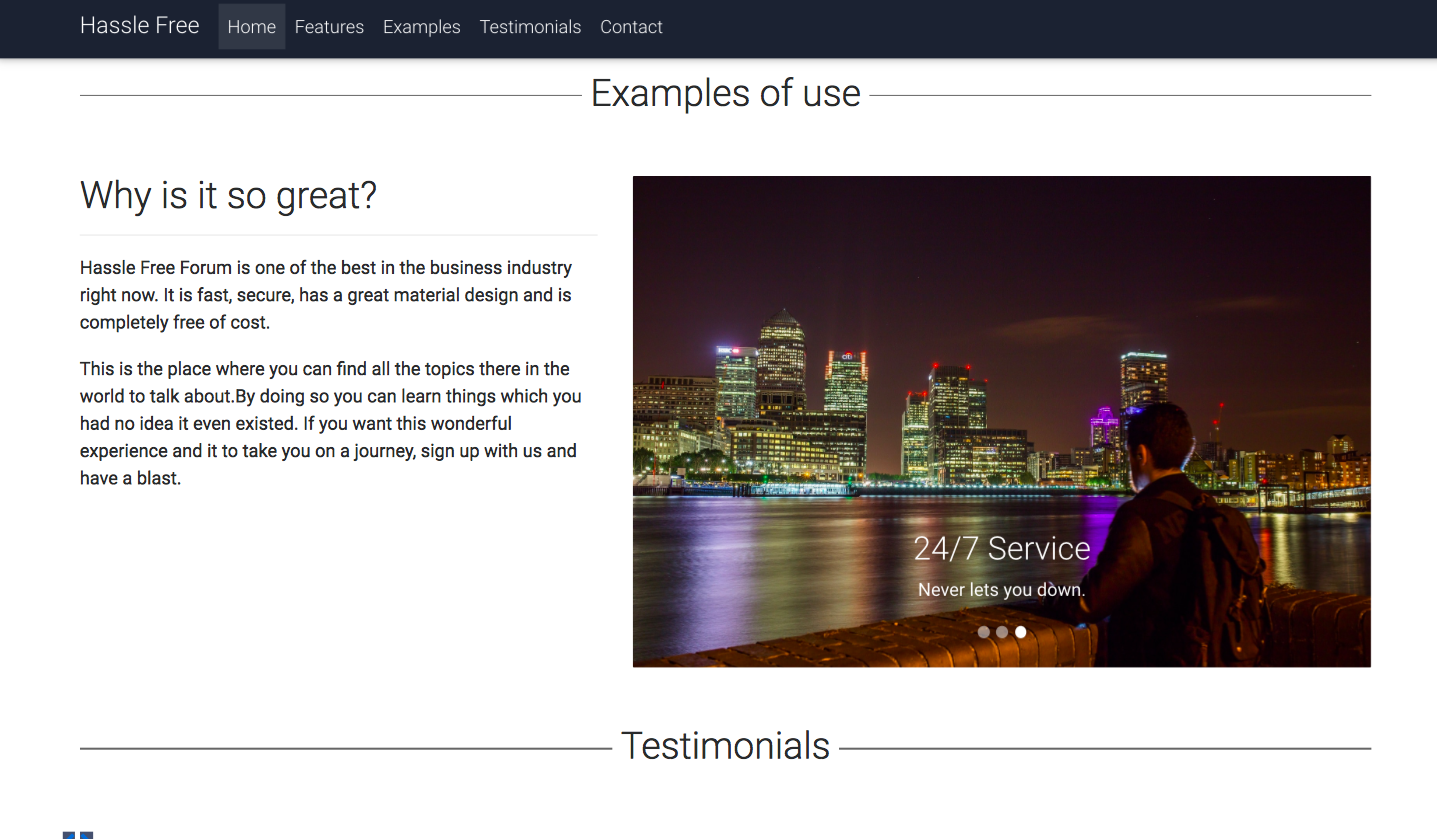 Hassle Free Home Features Examples Testimonials Contact
Examples of use
Why is it so great?
Hassle Free Forum is one of the best in the business industry
right now. It is fast, secure, has a great material design and is
completely free of cost.
This is the place where you can find all the topics there in the
world to talk about.By doing so you can learn things which you
had no idea it even existed. If you want this wonderful
experience and it to take you on a journey, sign up with us and
have a blast.
citi
24/7 Service
Never lets you down.
Testimonials